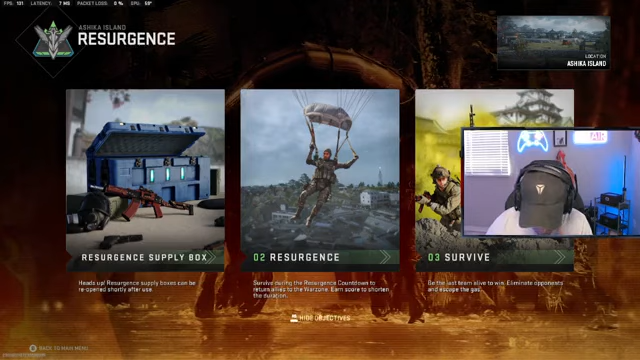 FPS: 101 LATENCY: 7 MS PACKET LOSS: 0 % GPU: 59°
ASHIKA ISLAND
RESURGENCE
LOCATION
ASHIKA ISLAND
RESURGENCE SUPPLY BOX
02 RESURGENCE
03 SURVIVE
Heads up! Resurgence supply boxes can be
re-opened shortly after use.
Survive during the Resurgence Countdown to
return allies to the Warzone. Earn score to shorten
the duration.
Be the last team alive to win. Eliminate opponents
and escape the gas.
HIDE OBJECTIVES
BACK TO MAIN MENU